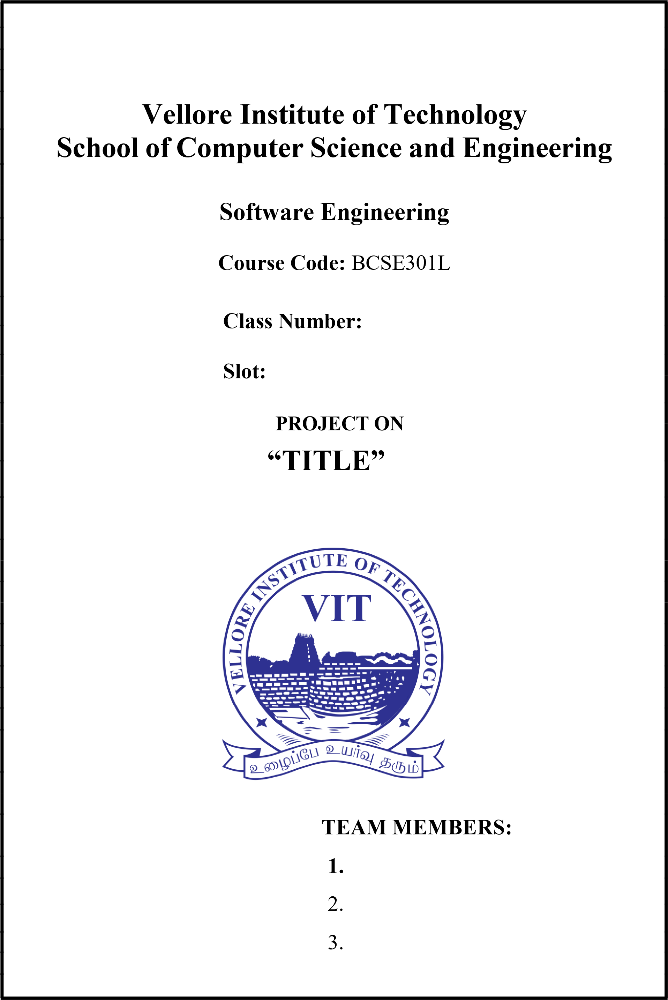 Vellore Institute of Technology
School of Computer Science and Engineering
Software Engineering
Course Code: BCSE301L
Class Number:
Slot:
PROJECT ON
“TITLE”
VELLORE INSTITUTE OF TECHNOLOGY
VIT
உழைப்பே உயர்வு தரும்
TEAM MEMBERS:
1.
2.
3.